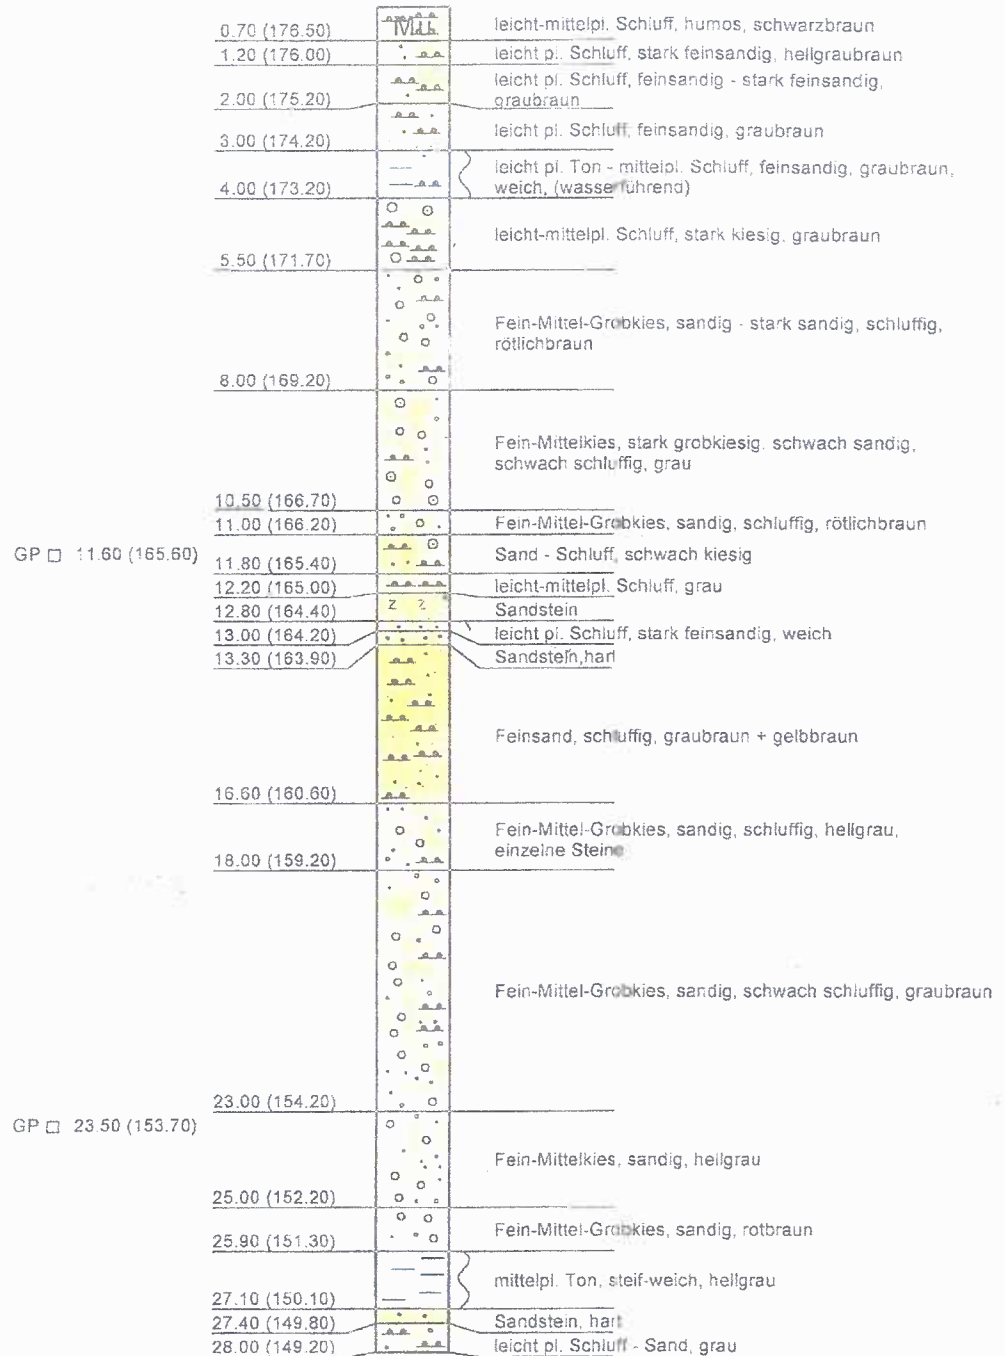 leicht-mittelpl. Schluff, humos, schwarzbraun
0.70 (176.50)
Mu
leicht pl. Schluff, stark feinsandig, hellgraubraun
1.20 (176.00)
leicht pl. Schluff, feinsandig - stark feinsandig,
graubraun
2.00 (175.20)
leicht pl. Schluff, feinsandig, graubraun
3.00 (174.20)
leicht pl. Ton - mittelpl. Schluff, feinsandig, graubraun,
weich, (wasserführend)
4.00 (173.20)
leicht-mittelpl. Schluff, stark kiesig, graubraun
5.50 (171.70)
Fein-Mittel-Grobkies, sandig - stark sandig, schluffig,
rötlichbraun
8.00 (169.20)
Fein-Mittelkies, stark grobkiesig, schwach sandig,
schwach schluffig, grau
10.50 (166.70)
11.00 (166.20)
Fein-Mittel-Grobkies, sandig, schluffig, rötlichbraun
GP 11.60 (165.60)
11.80 (165.40)
Sand - Schluff, schwach kiesig
12.20 (165.00)
leicht-mittelpl. Schluff, grau
12.80 (164.40)
Z Z
Sandstein
13.00 (164.20)
leicht pl. Schluff, stark feinsandig, weich
13.30 (163.90)
Sandstein,hart
Feinsand, schluffig, graubraun + gelbbraun
16.60 (160.60)
Fein-Mittel-Grobkies, sandig, schluffig, hellgrau,
einzelne Steine
18.00 (159.20)
Fein-Mittel-Grobkies, sandig, schwach schluffig, graubraun
23.00 (154.20)
GP 23.50 (153.70)
Fein-Mittelkies, sandig, hellgrau
25.00 (152.20)
Fein-Mittel-Grobkies, sandig, rotbraun
25.90 (151.30)
mittelpl. Ton, steif-weich, hellgrau
27.10 (150.10)
27.40 (149.80)
Sandstein, hart
28.00 (149.20)
leicht pl. Schluff - Sand, grau